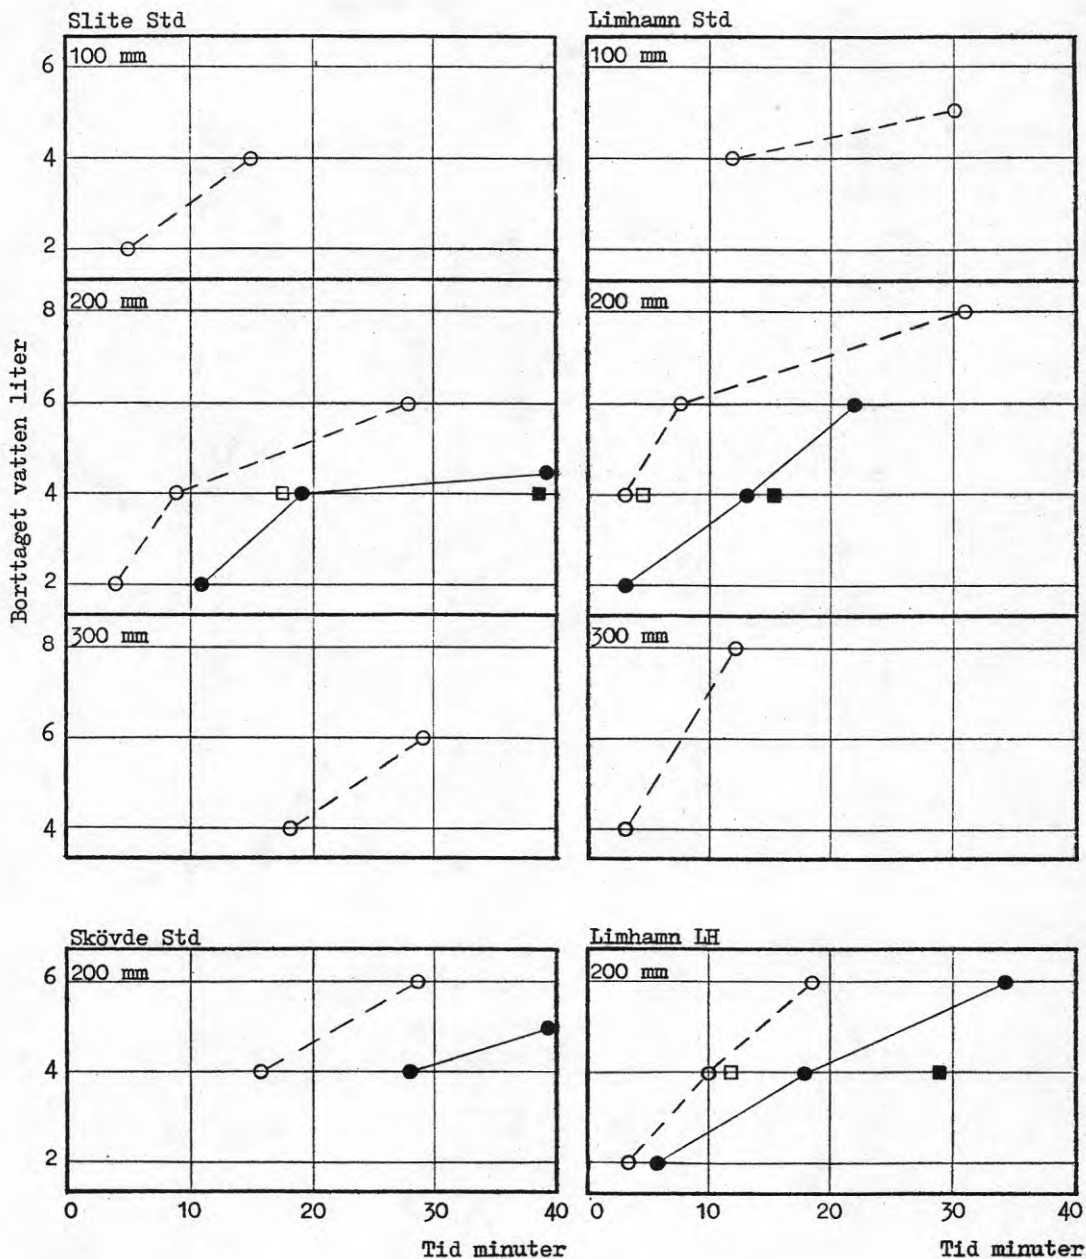 Slite Std
100 mm
6
4
2
200 mm
8
6
4
2
300 mm
8
6
4
Borttaget vatten liter
Limhamn Std
100 mm
200 mm
300 mm
Skövde Std
200 mm
6
4
2
0 10 20 30 40
Tid minuter
Limhamn LH
200 mm
0 10 20 30 40
Tid minuter